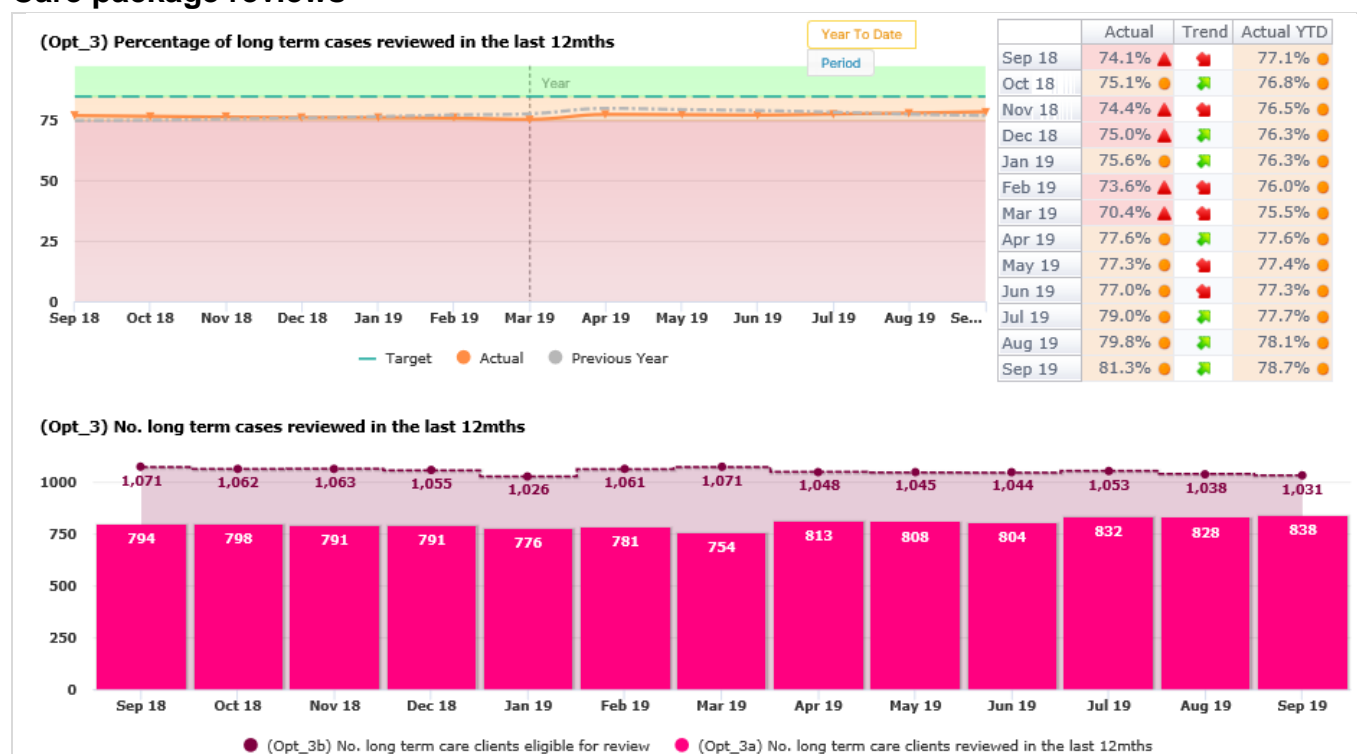 Care package reviews
(Opt_3) Percentage of long term cases reviewed in the last 12mths
Year To Date
Period
Year
75
50
25
0
Sep 18 Oct 18 Nov 18 Dec 18 Jan 19 Feb 19 Mar 19 Apr 19 May 19 Jun 19 Jul 19 Aug 19 Se...
Target Actual Previous Year
Actual Trend Actual YTD
Sep 18 74.1% 77.1%
Oct 18 75.1% 76.8%
Nov 18 74.4% 76.5%
Dec 18 75.0% 76.3%
Jan 19 75.6% 76.3%
Feb 19 73.6% 76.0%
Mar 19 70.4% 75.5%
Apr 19 77.6% 77.6%
May 19 77.3% 77.4%
Jun 19 77.0% 77.3%
Jul 19 79.0% 77.7%
Aug 19 79.8% 78.1%
Sep 19 81.3% 78.7%
(Opt_3) No. long term cases reviewed in the last 12mths
1000
750
500
250
0
1,071 1,062 1,063 1,055 1,026 1,061 1,071 1,048 1,045 1,044 1,053 1,038 1,031
794 798 791 791 776 781 754 813 808 804 832 828 838
Sep 18 Oct 18 Nov 18 Dec 18 Jan 19 Feb 19 Mar 19 Apr 19 May 19 Jun 19 Jul 19 Aug 19 Sep 19
(Opt_3b) No. long term care clients eligible for review (Opt_3a) No. long term care clients reviewed in the last 12mths